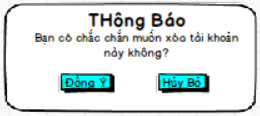 THông Báo
Bạn có chắc chắn muốn xóa tài khoản
này không?
Đồng Ý
Hủy Bỏ